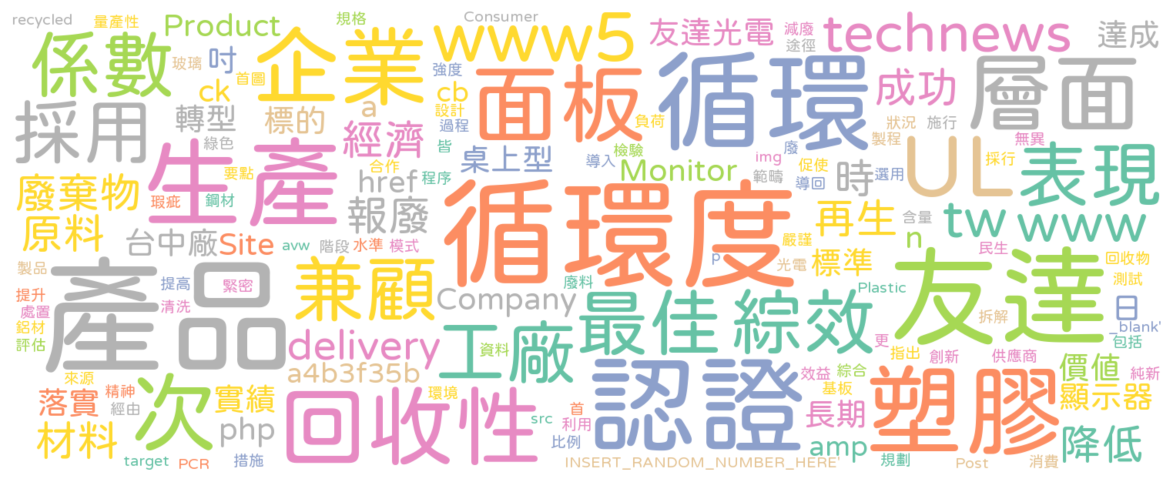 recycled 量產性 Product 規格 Consumer 友達光電 減廢 途徑 technews 達成
係數 玻璃 吋 首圖 企業 www5 強度 面板 循環 層面
ck a cb 設計 過程 負荷 成功
採用 轉型 標的 經濟 皆 桌上型 導入 檢驗 狀況 施行 無異
綠色 要點 合作 程序 Monitor img 廢 促使 製程 UL 採行 表現
廢棄物 生產 href 範疇 導回 時 選用
瑕疵 鋼材 報廢 循環度 再生 含量 tw www
原料 台中廠 Site avw 階段 水準 模式 嚴謹 n 民生
製品 產品 提高 緊密 兼顧 p 光電 標準 友達 回收物
提升 清洗 Company 廢料 Plastic 日 測試
處置 拆解 _blank'
鋁材 delivery 工廠 最佳 綜效 更 包括
評估 資料 指出 創新 供應商 價值 純新
來源 a4b3f35b 認證 效益 綜合 塑膠
落實 精神 次 實績 回收性 環境 首 基板 顯示器
經由 php src 利用 長期
材料 措施 比例 amp 降低
target PCR INSERT_RANDOM_NUMBER_HERE' 規劃 Post 消費